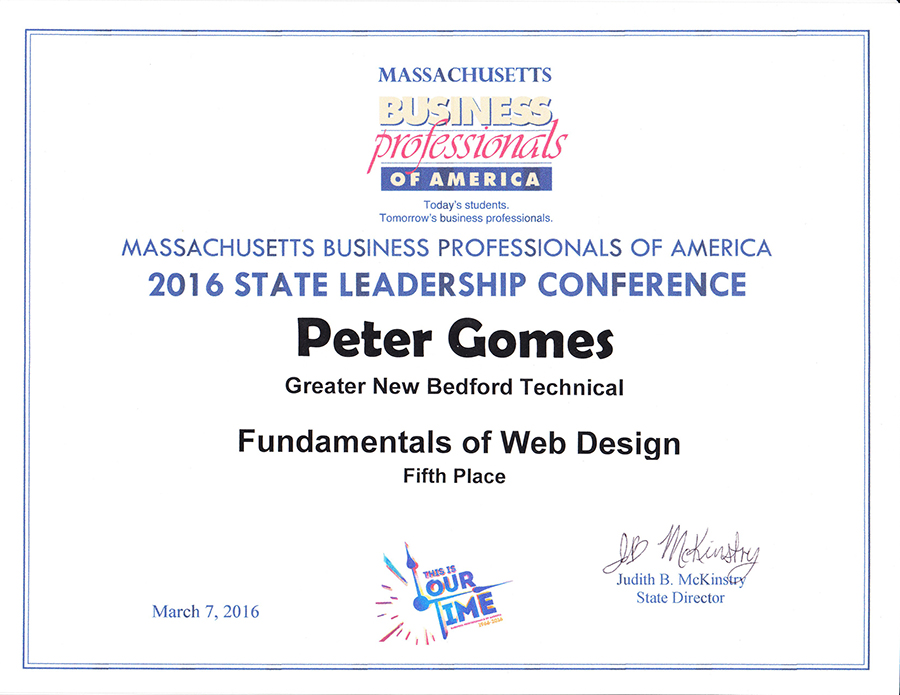 MASSACHUSETTS
BUSINESS
professionals
OF AMERICA
Today's students.
Tomorrow's business professionals.
MASSACHUSETTS BUSINESS PROFESSIONALS OF AMERICA
2016 STATE LEADERSHIP CONFERENCE
Peter Gomes
Greater New Bedford Technical
Fundamentals of Web Design
Fifth Place
THIS IS
OUR
TIME
1966-2016
JB McKinstry
Judith B. McKinstry
State Director
March 7, 2016